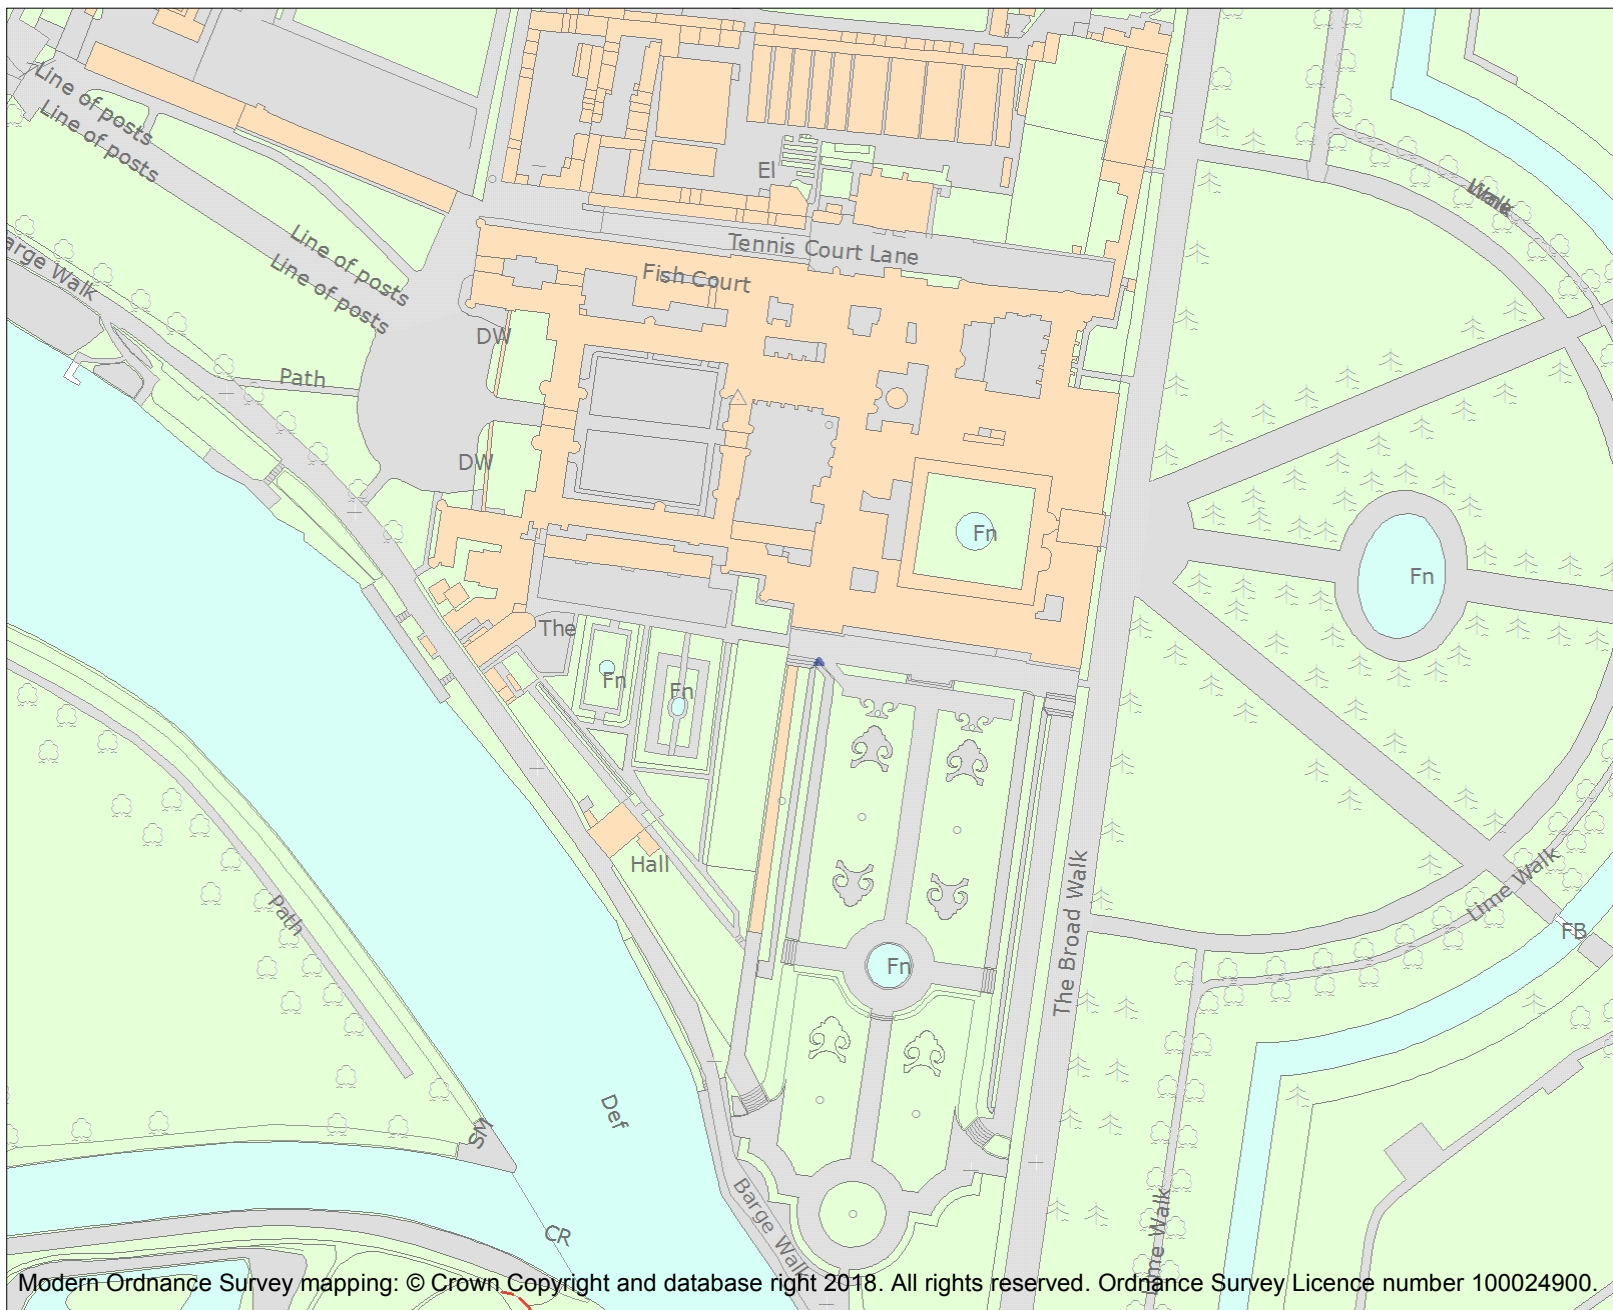 Line of posts
Line of posts
El
Walk
Tennis Court Lane
Line of posts
Line of posts
arge Walk
Fish Court
DW
Path
DW
Fn
Fn
The
Fn
Fn
Hall
The Broad Walk
Lime Walk
Path
FB
Fn
Def
SM
Barge Walk
Lime Walk
CR
Modern Ordnance Survey mapping: © Crown Copyright and database right 2018. All rights reserved. Ordnance Survey Licence number 100024900.